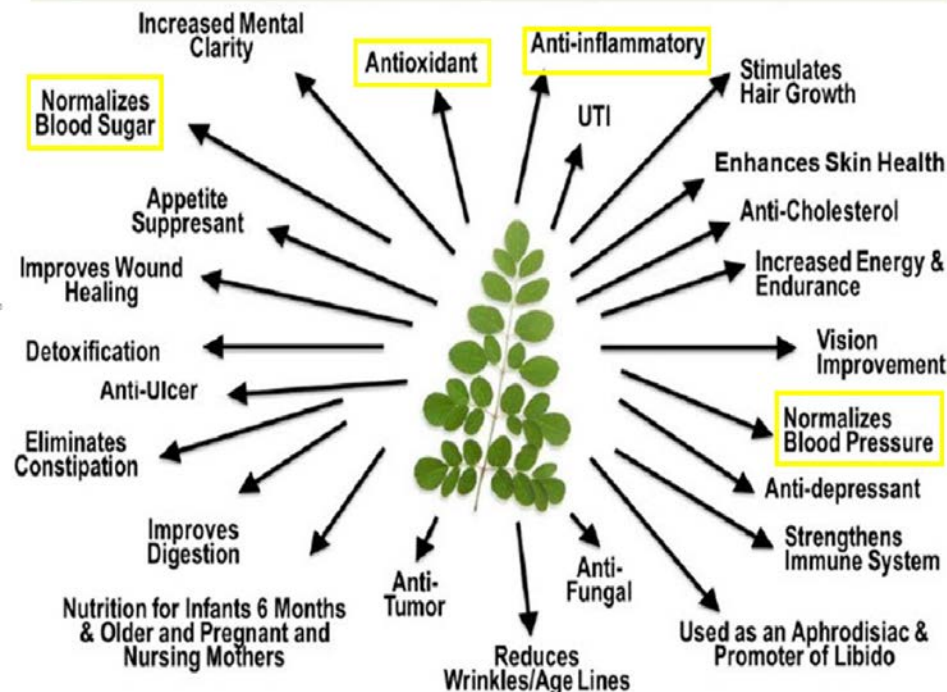 Increased Mental
Clarity
Antioxidant
Anti-inflammatory
Stimulates
Hair Growth
Normalizes
Blood Sugar
UTI
Enhances Skin Health
Appetite
Suppresant
Anti-Cholesterol
Improves Wound
Healing
Increased Energy &
Endurance
Detoxification
Vision
Improvement
Anti-Ulcer
Normalizes
Blood Pressure
Eliminates
Constipation
Anti-depressant
Improves
Digestion
Strengthens
Immune System
Anti-
Tumor
Anti-
Fungal
Nutrition for Infants 6 Months
& Older and Pregnant and
Nursing Mothers
Reduces
Wrinkles/Age Lines
Used as an Aphrodisiac &
Promoter of Libido